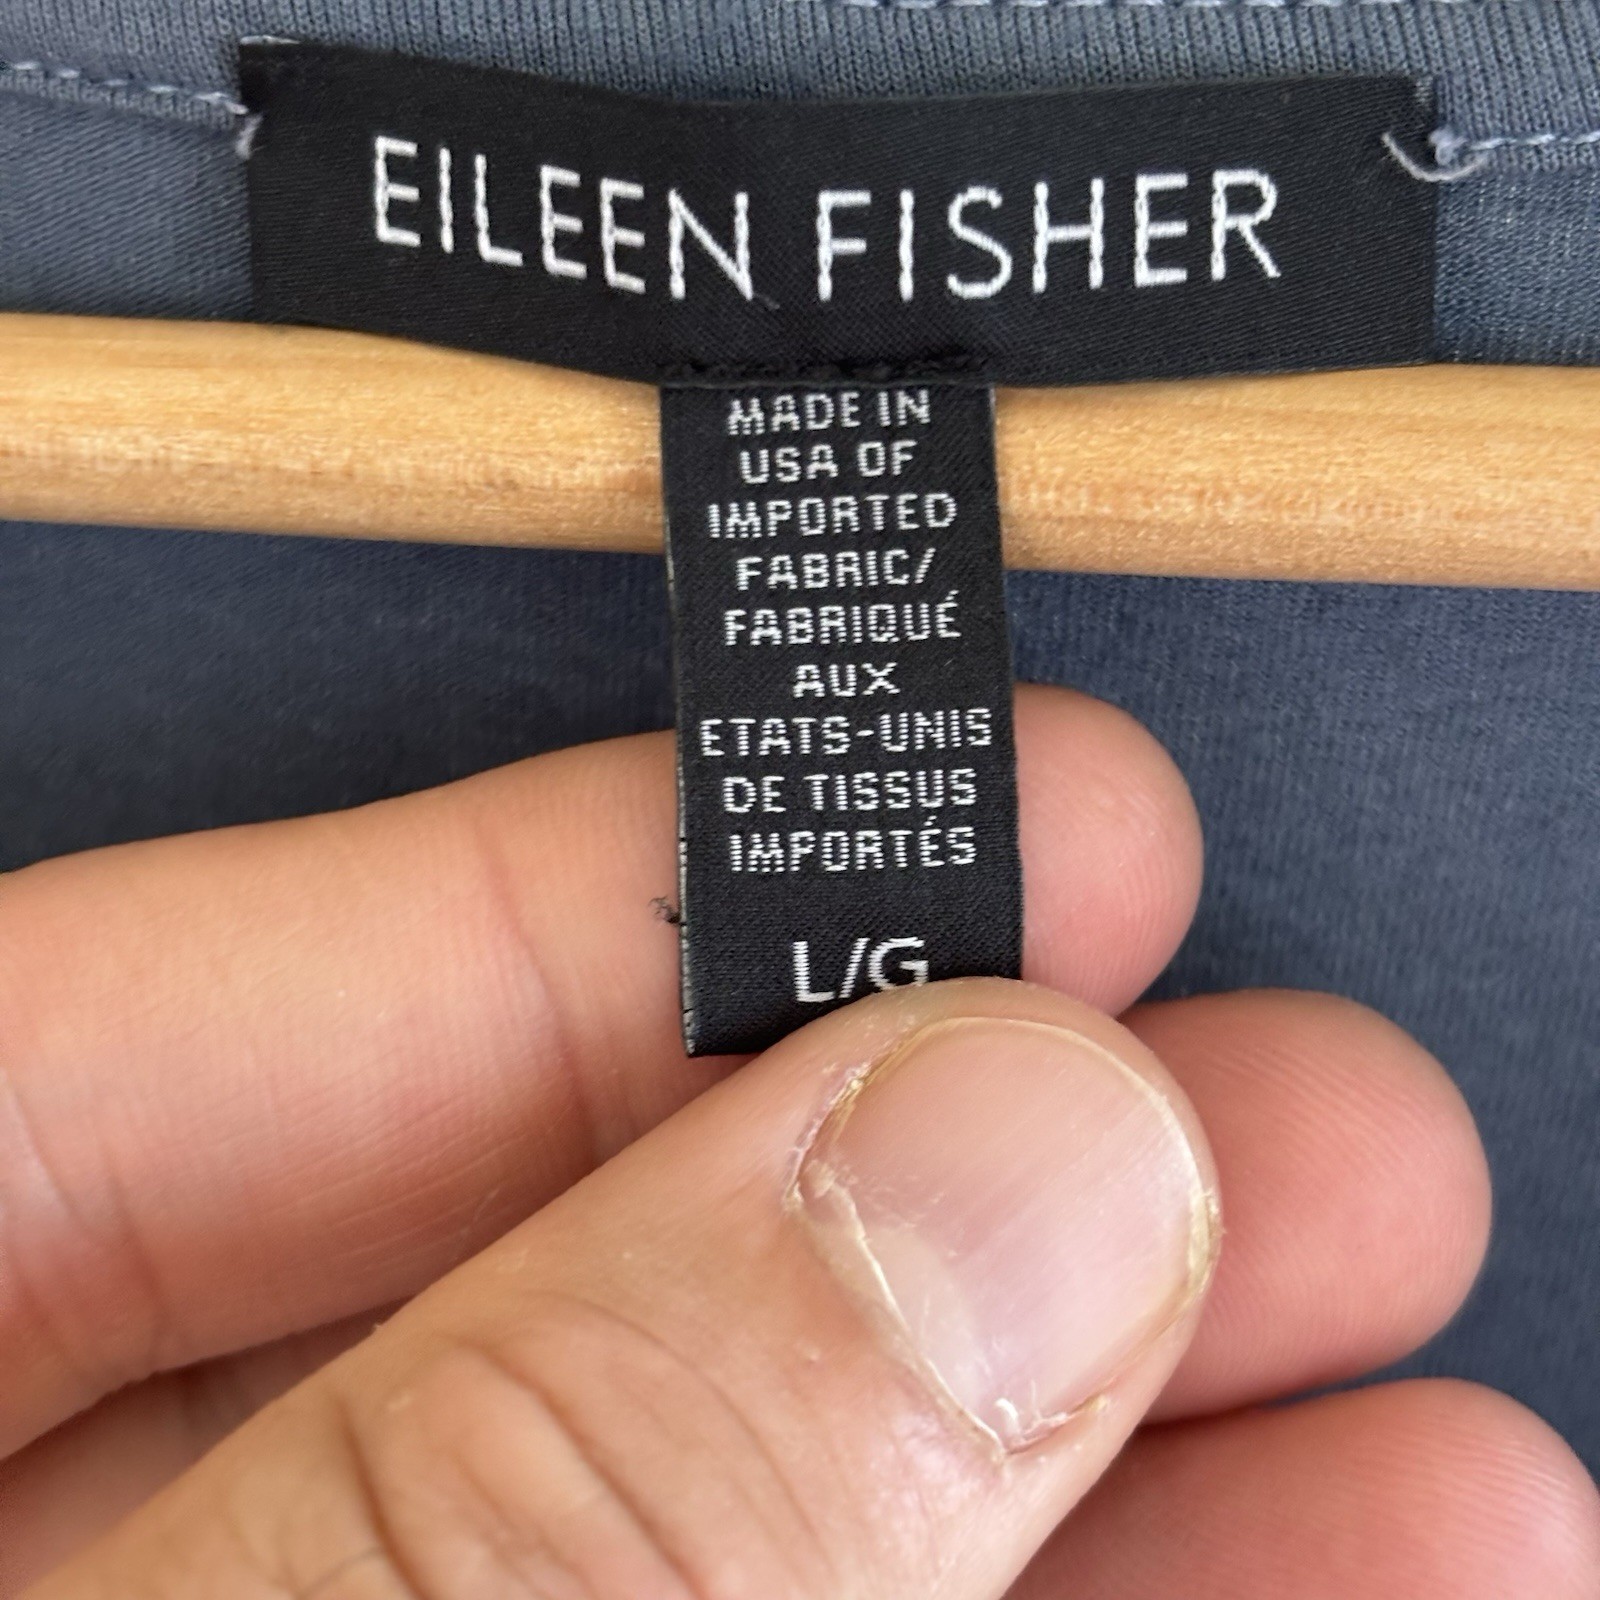 EILEEN FISHER
MADE IN
USA OF
IMPORTED
FABRIC/
FABRIQUÉ
AUX
ETATS-UNIS
DE TISSUS
IMPORTÉS
L/G